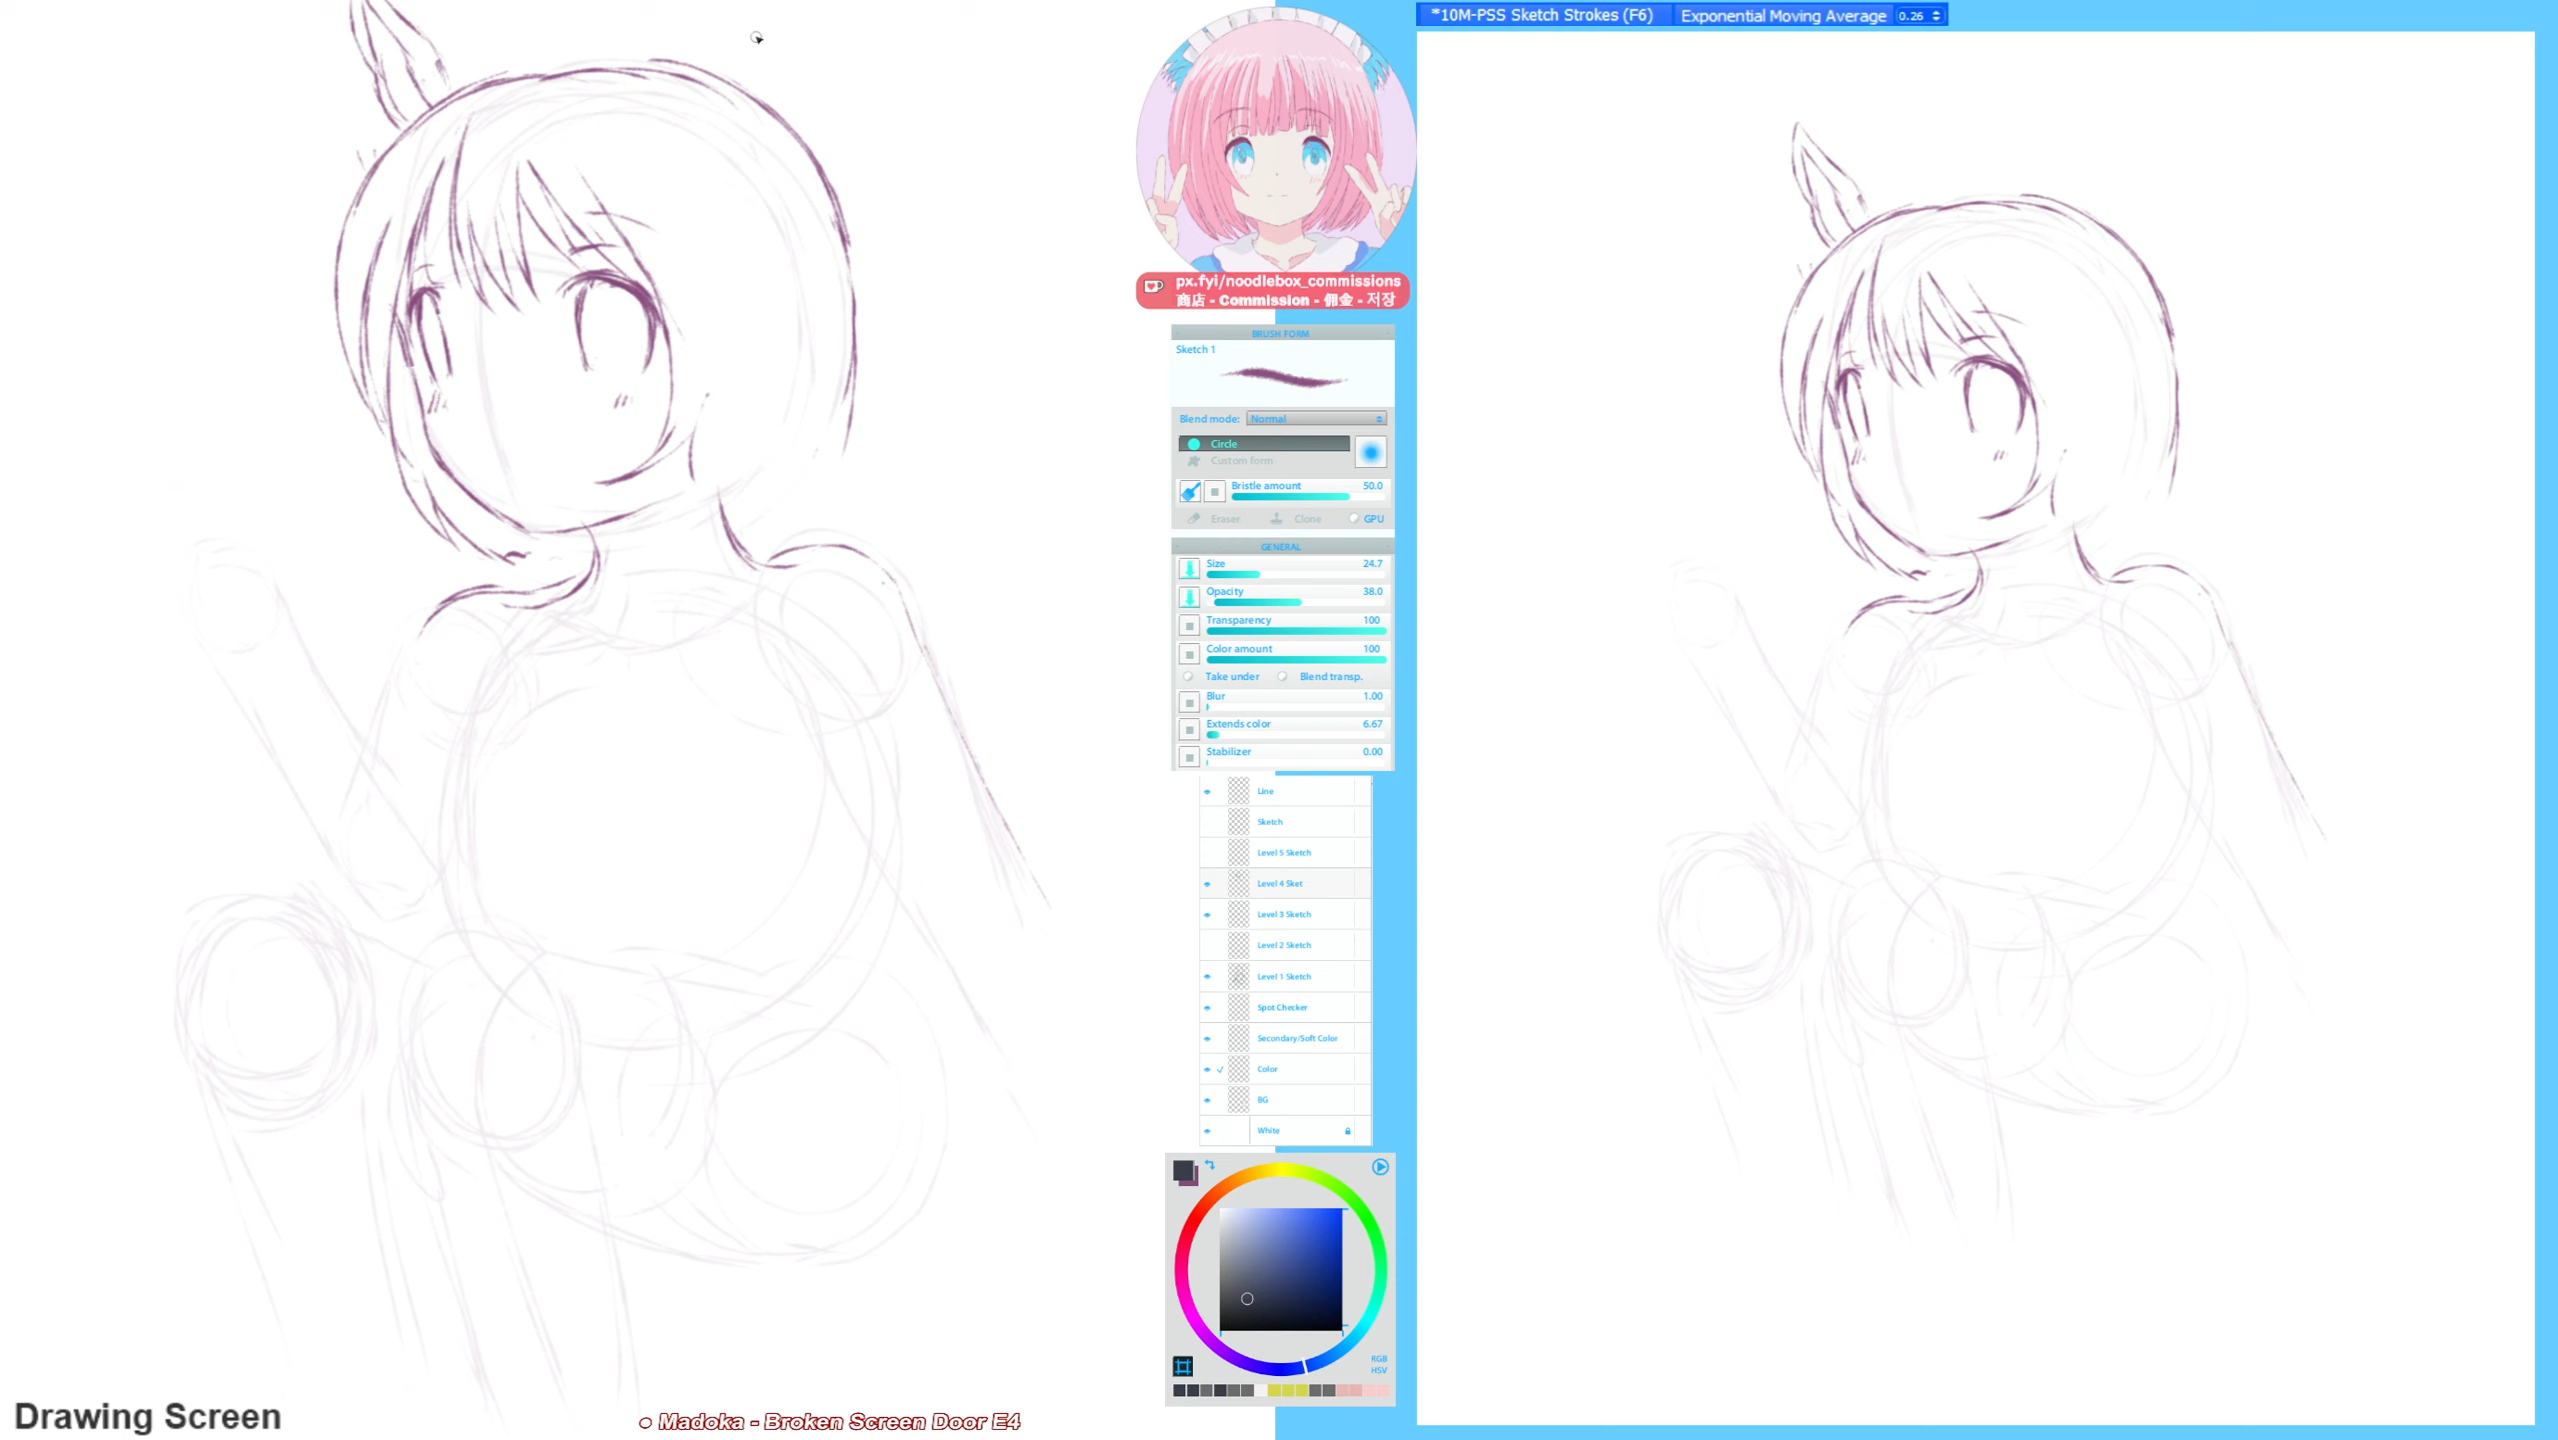 *10M-PSS Sketch Strokes (F6) Exponential Moving Average 0.26
px.fyi/noodlebox_commissions
商店 - Commission - 佣金 - 저장
BRUSH FORM
Sketch 1
Blend mode: Normal
Circle
Custom form
Bristle amount 50.0
Eraser Clone GPU
GENERAL
Size 24.7
Opacity 38.0
Transparency 100
Color amount 100
Take under Blend transp.
Blur 1.00
Extends color 6.67
Stabilizer 0.00
Line
Sketch
Level 5 Sketch
Level 4 Sket
Level 3 Sketch
Level 2 Sketch
Level 1 Sketch
Spot Checker
Secondary/Soft Color
Color
BG
White
RGB
HSV
Drawing Screen
Madoka - Broken Screen Door E4